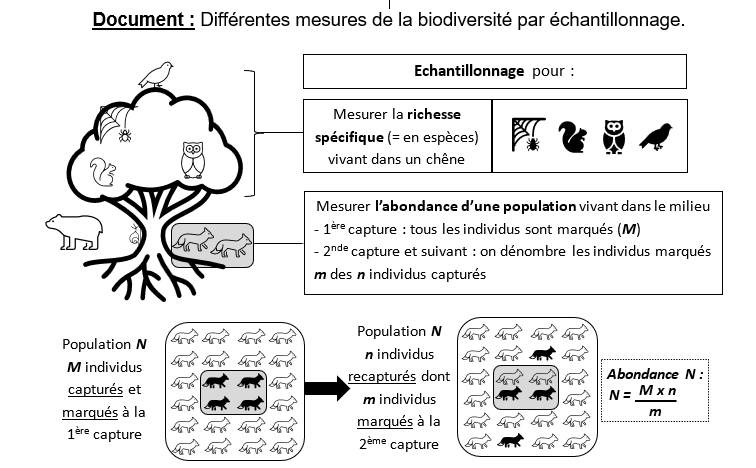 Document : Différentes mesures de la biodiversité par échantillonnage.
Echantillonnage pour :
Mesurer la richesse
spécifique (= en espèces)
vivant dans un chêne
Mesurer l’abondance d’une population vivant dans le milieu
- 1ère capture : tous les individus sont marqués (M)
- 2nde capture et suivant : on dénombre les individus marqués
m des n individus capturés
Population N
M individus
capturés et
marqués à la
1ère capture
Population N
n individus
recapturés dont
m individus
marqués à la
2ème capture
Abondance N :
N = M x n
m